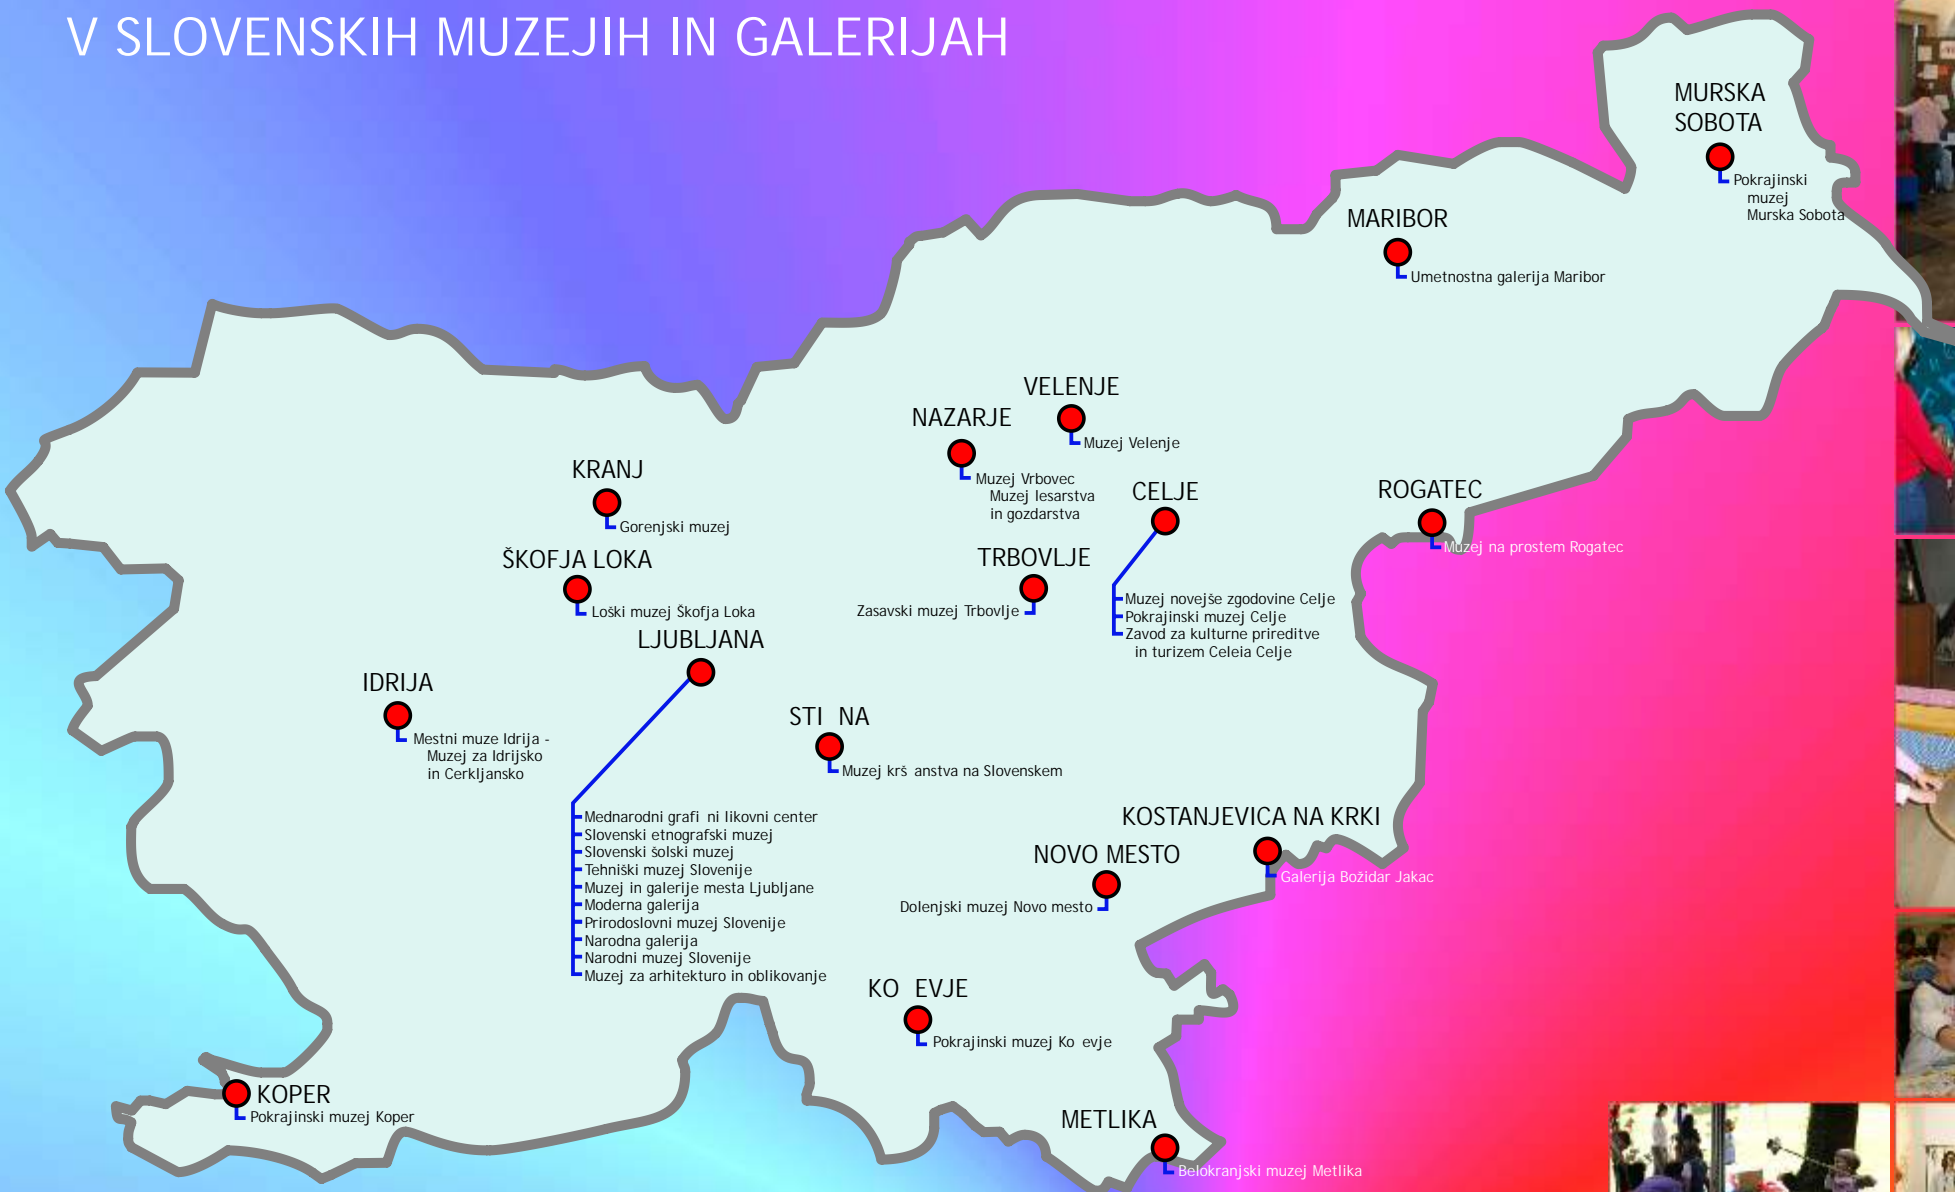 V SLOVENSKIH MUZEJIH IN GALERIJAH
MURSKA
SOBOTA
Pokrajinski
muzej
Murska Sobota
MARIBOR
Umetnostna galerija Maribor
VELENJE
Muzej Velenje
NAZARJE
Muzej Vrbovec
Muzej lesarstva
in gozdarstva
KRANJ
Gorenjski muzej
CELJE
Muzej novejše zgodovine Celje
Pokrajinski muzej Celje
Zavod za kulturne prireditve
in turizem Celeia Celje
ROGATEC
Muzej na prostem Rogatec
ŠKOFJA LOKA
Loški muzej Škofja Loka
TRBOVLJE
Zasavski muzej Trbovlje
LJUBLJANA
Mednarodni grafi ni likovni center
Slovenski etnografski muzej
Slovenski šolski muzej
Tehniški muzej Slovenije
Muzej in galerije mesta Ljubljane
Moderna galerija
Prirodoslovni muzej Slovenije
Narodna galerija
Narodni muzej Slovenije
Muzej za arhitekturo in oblikovanje
IDRIJA
Mestni muze Idrija -
Muzej za Idrijsko
in Cerkljansko
STI NA
Muzej krš anstva na Slovenskem
KOSTANJEVICA NA KRKI
Galerija Božidar Jakac
NOVO MESTO
Dolenjski muzej Novo mesto
KO EVJE
Pokrajinski muzej Ko evje
KOPER
Pokrajinski muzej Koper
METLIKA
Belokranjski muzej Metlika